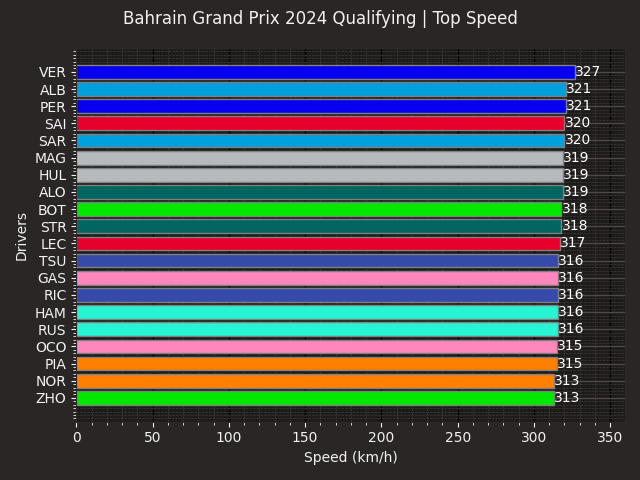 Bahrain Grand Prix 2024 Qualifying | Top Speed
VER 327
ALB 321
PER 321
SAI 320
SAR 320
MAG 319
HUL 319
ALO 319
BOT 318
STR 318
LEC 317
TSU 316
GAS 316
RIC 316
HAM 316
RUS 316
OCO 315
PIA 315
NOR 313
ZHO 313
Drivers
0 50 100 150 200 250 300 350
Speed (km/h)